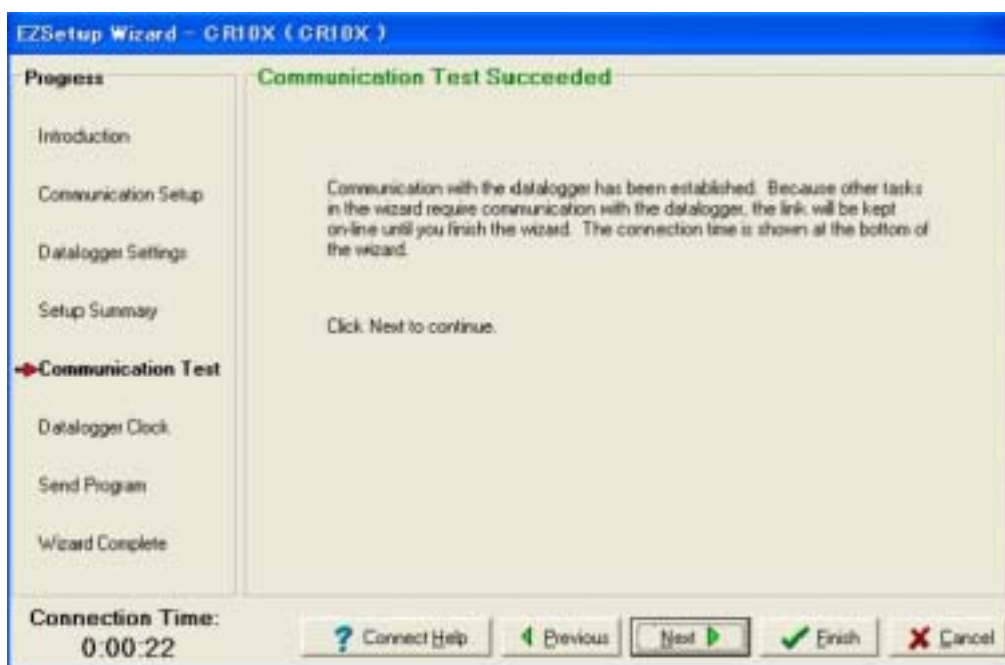 EZSetup Wizard - CR10X ( CR10X )
Progress
Introduction
Communication Setup
Datalogger Settings
Setup Summary
Communication Test
Datalogger Clock
Send Program
Wizard Complete
Communication Test Succeeded
Communication with the datalogger has been established. Because other tasks
in the wizard require communication with the datalogger, the link will be kept
on-line until you finish the wizard. The connection time is shown at the bottom of
the wizard.
Click Next to continue.
Connection Time:
0:00:22
? Connect Help
Previous
Next
Finish
Cancel